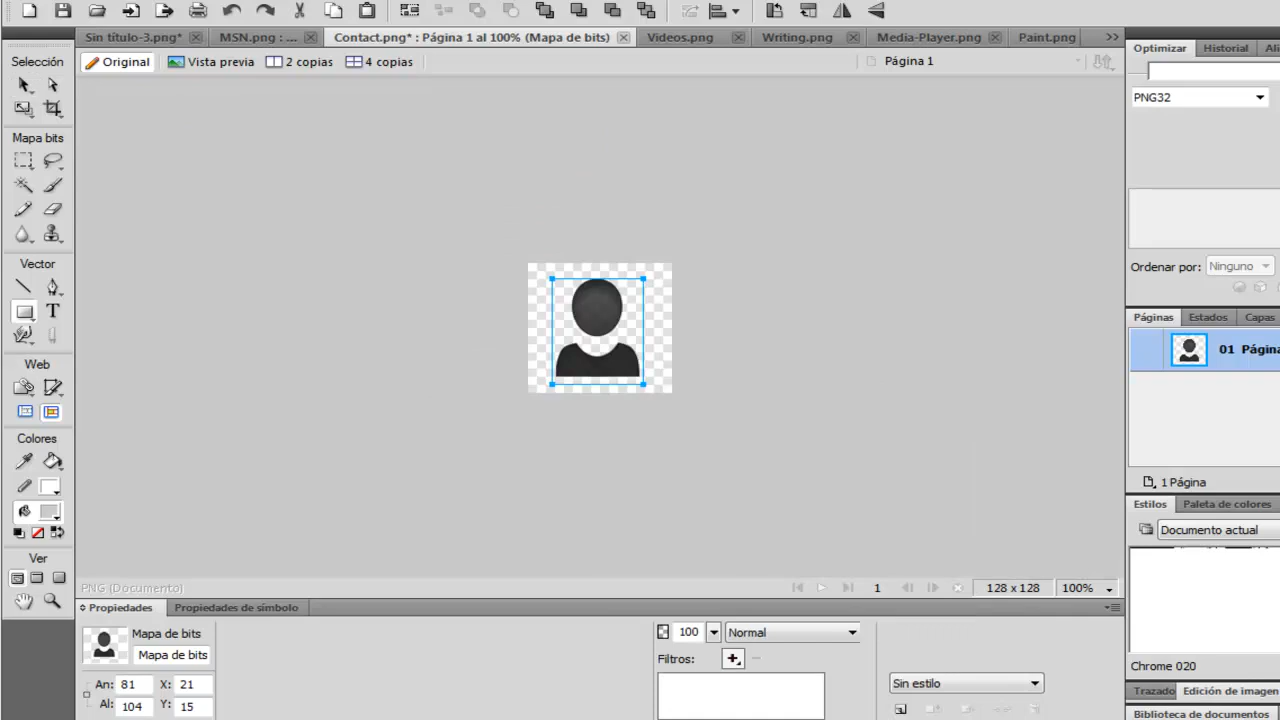 Sin título-3.png* MSN.png : ... Contact.png* : Página 1 al 100% (Mapa de bits) Videos.png Writing.png Media-Player.png Paint.png >>
Original Vista previa 2 copias 4 copias Página 1
Selección
Mapa bits
Vector
T
Web
Colores
Ver
Optimizar Historial Ali
PNG32
Ordenar por: Ninguno
Páginas Estados Capas
01 Página
1 Página
Estilos Paleta de colores
Documento actual
Chrome 020
Trazado Edición de imagen
Biblioteca de documentos
PNG (Documento) 1 128 x 128 100%
Propiedades Propiedades de símbolo
Mapa de bits
Mapa de bits
An: 81 X: 21
Al: 104 Y: 15
100 Normal
Filtros:
Sin estilo